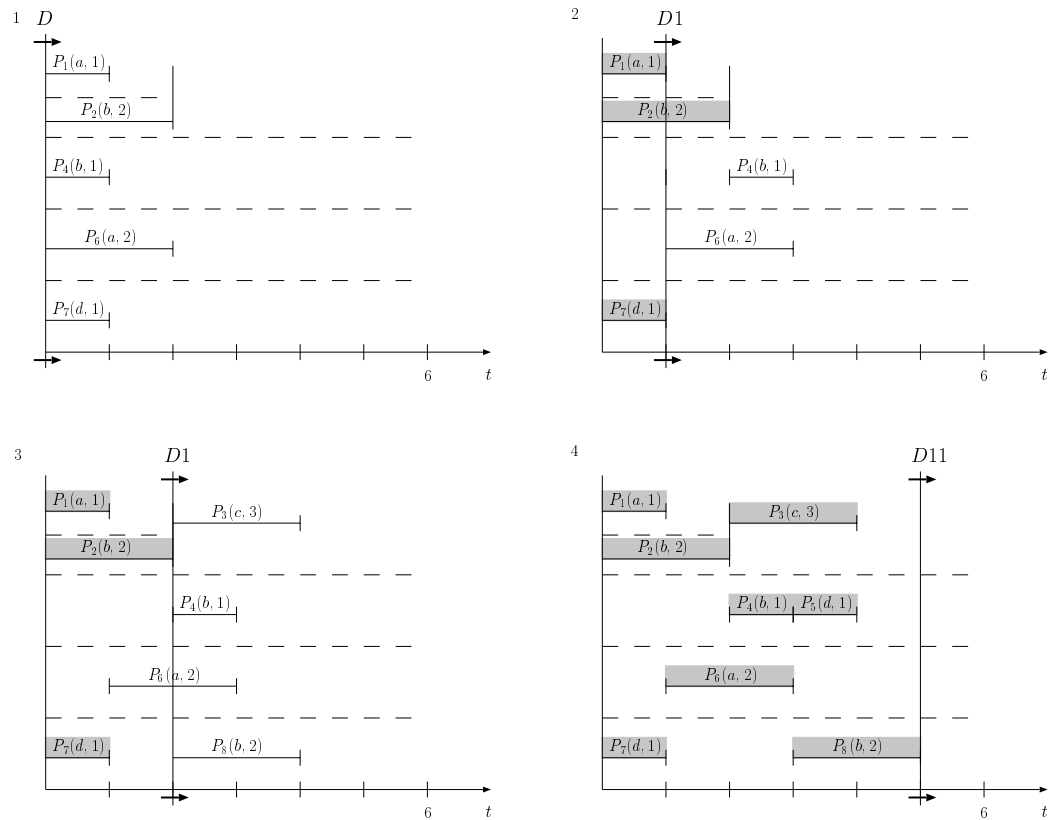 1 D
P₁(a, 1)
P₂(b, 2)
P₄(b, 1)
P₆(a, 2)
P₇(d, 1)
6 t
2 D1
P₁(a, 1)
P₂(b, 2)
P₄(b, 1)
P₆(a, 2)
P₇(d, 1)
6 t
3 D1
P₁(a, 1)
P₃(c, 3)
P₂(b, 2)
P₄(b, 1)
P₆(a, 2)
P₇(d, 1) P₈(b, 2)
6 t
4 D11
P₁(a, 1)
P₃(c, 3)
P₂(b, 2)
P₄(b, 1) P₅(d, 1)
P₆(a, 2)
P₇(d, 1) P₈(b, 2)
6 t